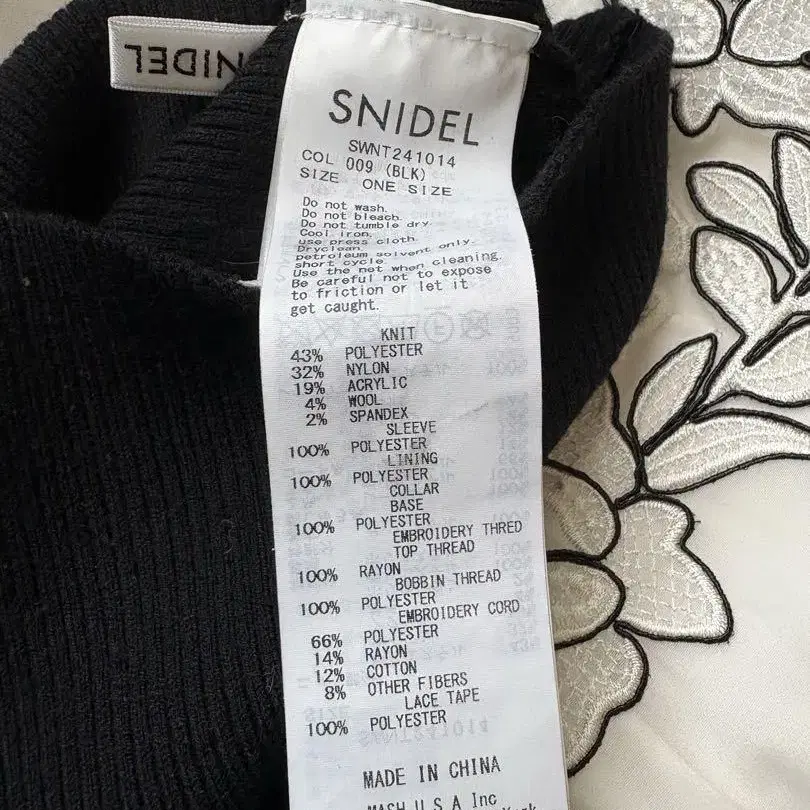 SNIDEL
SNIDEL
SWNT241014
COL 009 (BLK)
SIZE ONE SIZE
Do not wash.
Do not bleach.
Do not tumble dry.
Cool iron,
use press cloth.
Dryclean
petroleum solvent only.
short cycle.
Use the net when cleaning.
Be careful not to expose
to friction or let it
get caught.
KNIT
43% POLYESTER
32% NYLON
19% ACRYLIC
4% WOOL
2% SPANDEX
SLEEVE
100% POLYESTER
LINING
100% POLYESTER
COLLAR
BASE
100% POLYESTER
EMBROIDERY THRED
TOP THREAD
100% RAYON
BOBBIN THREAD
100% POLYESTER
EMBROIDERY CORD
66% POLYESTER
14% RAYON
12% COTTON
8% OTHER FIBERS
LACE TAPE
100% POLYESTER
MADE IN CHINA
MASH U.S.A Inc